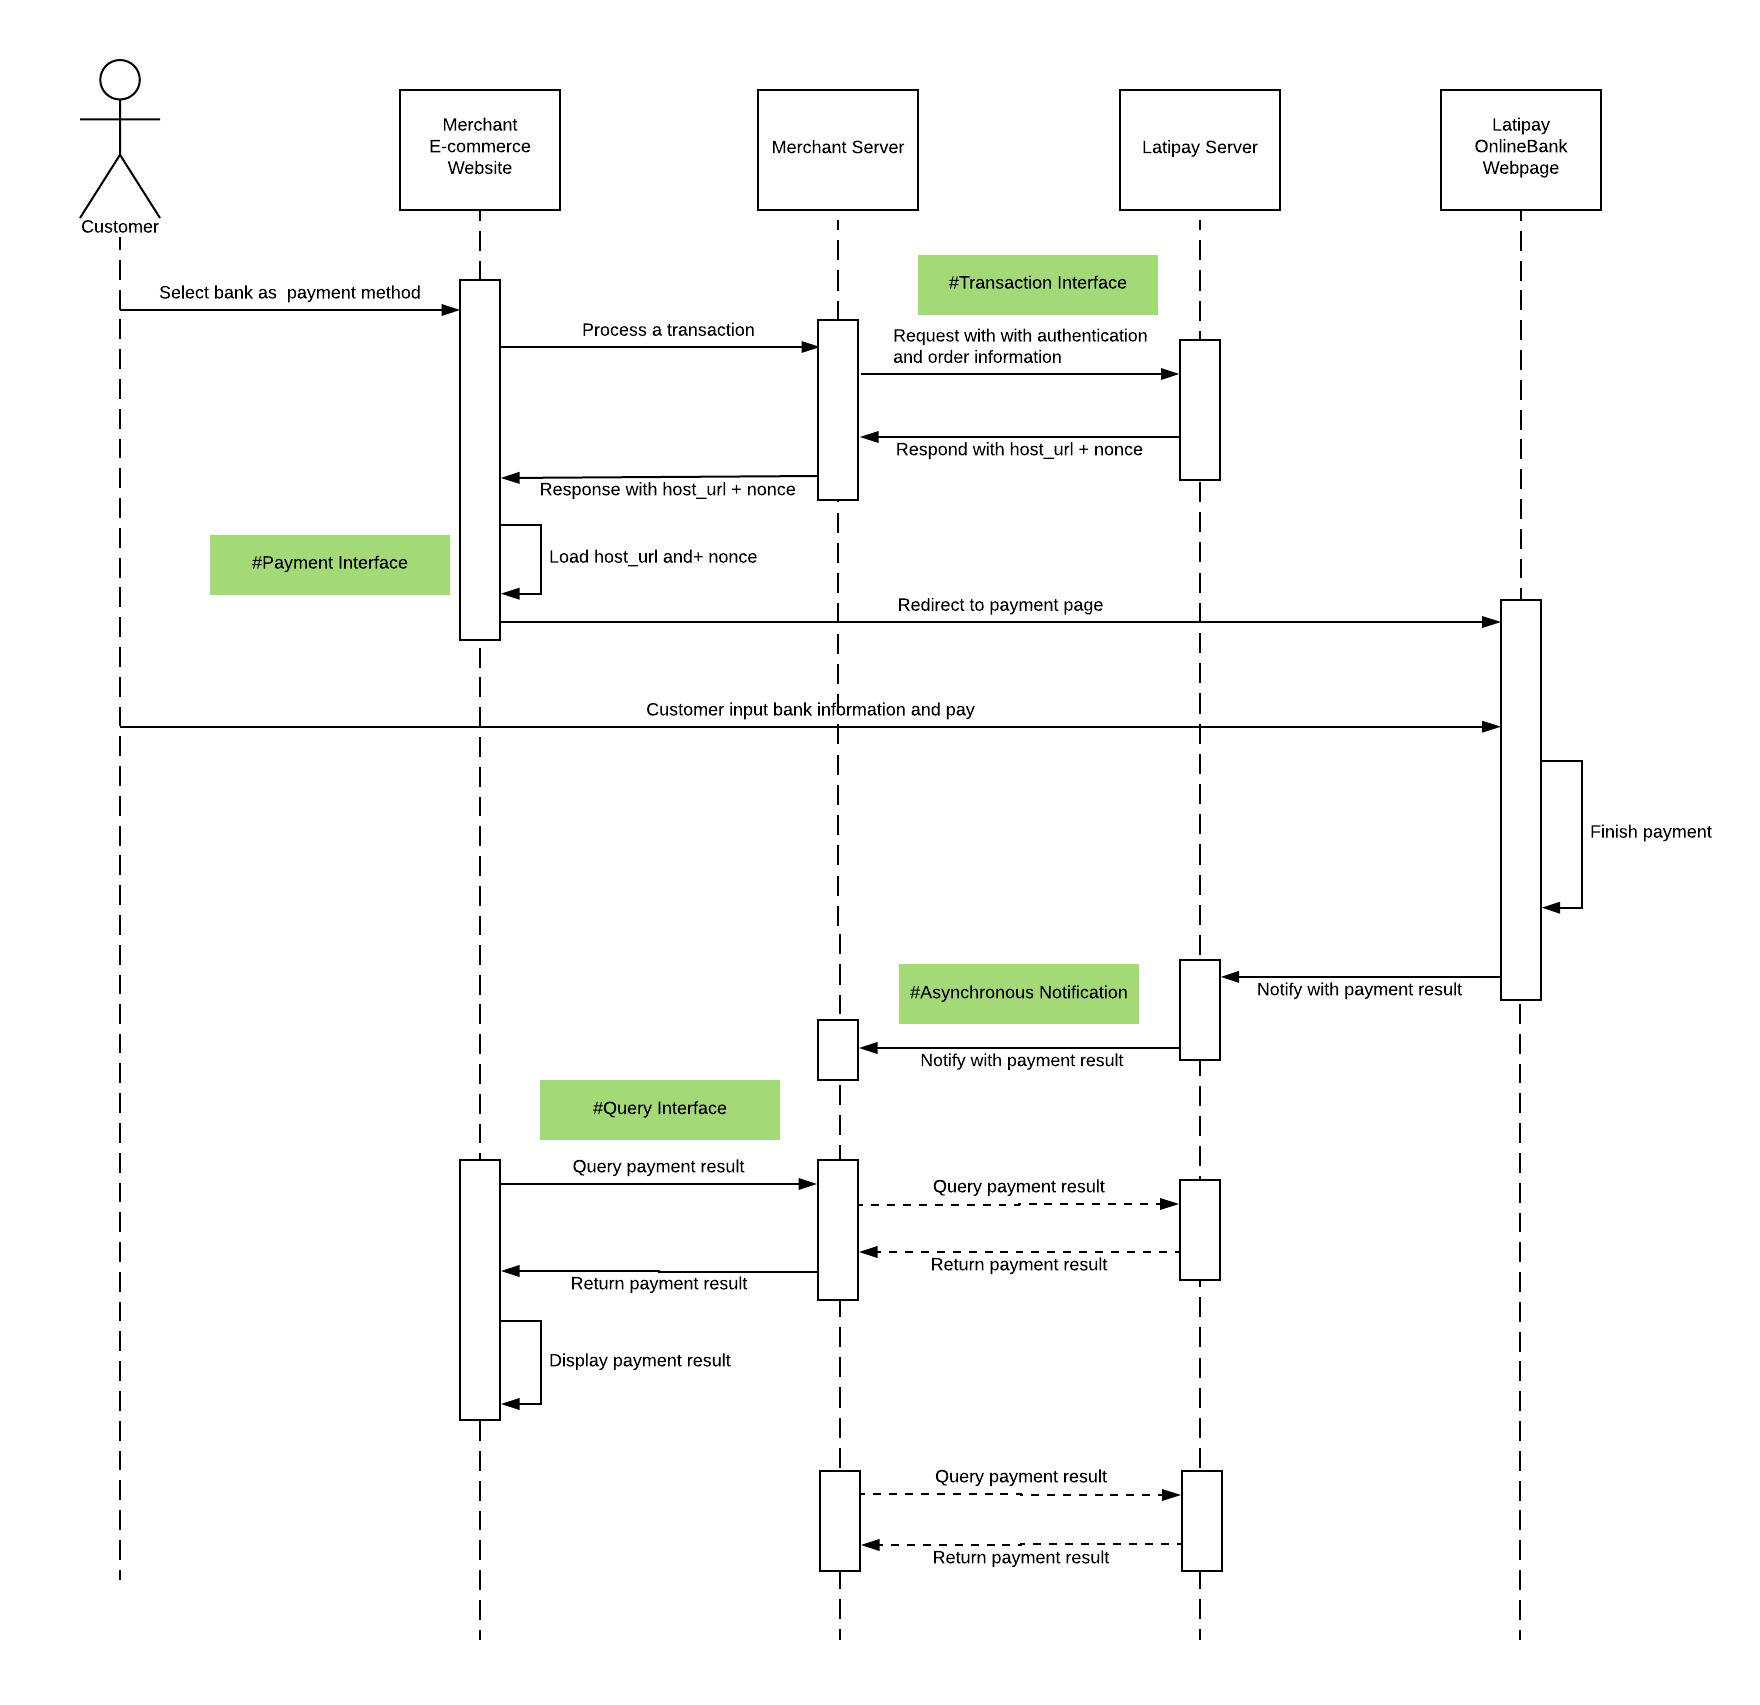 Customer
Merchant
E-commerce
Website
Merchant Server
Latipay Server
Latipay
OnlineBank
Webpage
#Transaction Interface
Select bank as  payment method
Process a transaction
Request with with authentication
and order information
Respond with host_url + nonce
Response with host_url + nonce
#Payment Interface
Load host_url and+ nonce
Redirect to payment page
Customer input bank information and pay
Finish payment
#Asynchronous Notification
Notify with payment result
Notify with payment result
#Query Interface
Query payment result
Query payment result
Return payment result
Return payment result
Display payment result
Query payment result
Return payment result